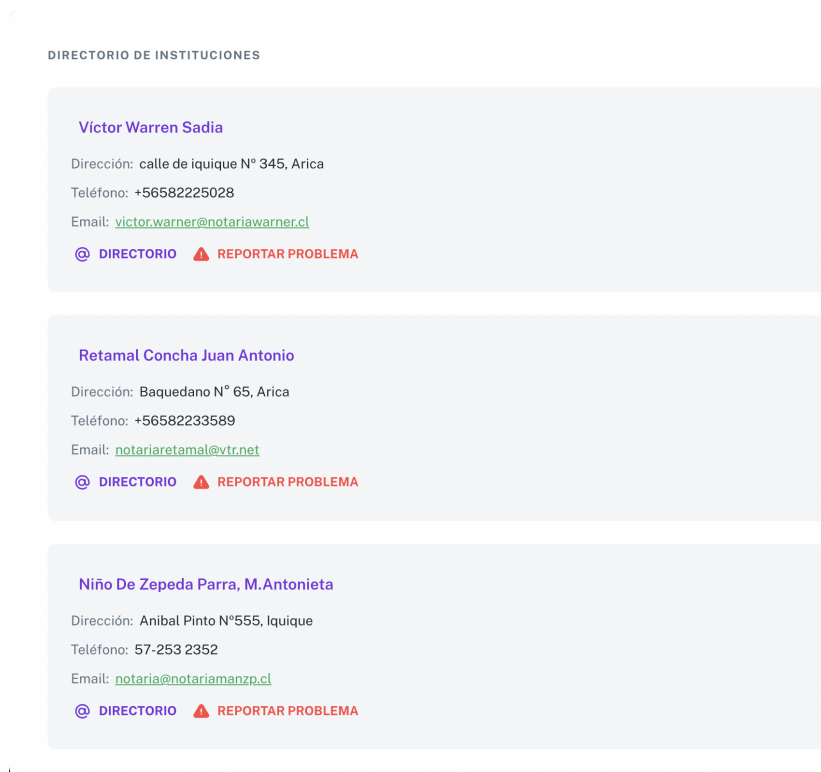 DIRECTORIO DE INSTITUCIONES
Víctor Warren Sadia
Dirección: calle de iquique Nº 345, Arica
Teléfono: +56582225028
Email: victor.warner@notariawarner.cl
@ DIRECTORIO REPORTAR PROBLEMA
Retamal Concha Juan Antonio
Dirección: Baquedano N° 65, Arica
Teléfono: +56582233589
Email: notariaretamal@vtr.net
@ DIRECTORIO REPORTAR PROBLEMA
Niño De Zepeda Parra, M.Antonieta
Dirección: Anibal Pinto Nº555, Iquique
Teléfono: 57-253 2352
Email: notaria@notariamanzp.cl
@ DIRECTORIO REPORTAR PROBLEMA